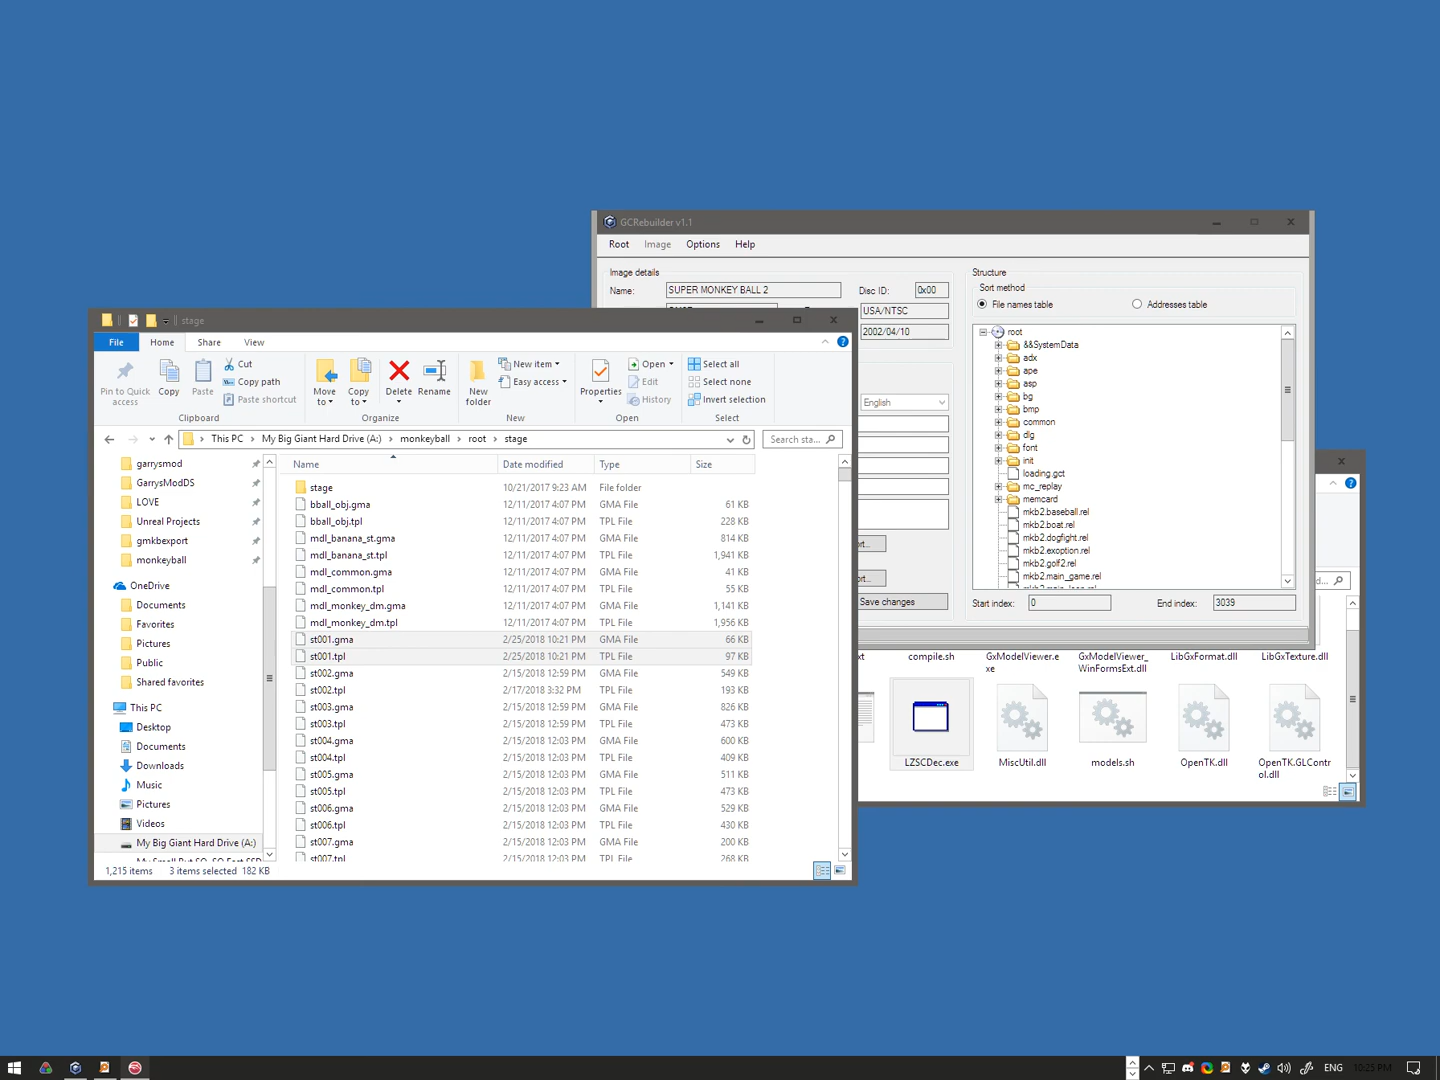 GCRebuilder v1.1
Root Image Options Help
Image details
Name: SUPER MONKEY BALL 2 Disc ID: 0x00
USA/NTSC
2002/04/10
English
Save changes
Structure
Sort method
File names table Addresses table
root
&&SystemData
adx
ape
asp
bg
bmp
common
dlg
font
init
loading.gct
mc_replay
memcard
mkb2.baseball.rel
mkb2.boat.rel
mkb2.dogfight.rel
mkb2.exoption.rel
mkb2.golf2.rel
mkb2.main_game.rel
Start index: 0 End index: 3039
stage
File Home Share View
Pin to Quick access
Copy
Paste
Cut
Copy path
Paste shortcut
Clipboard
Move to
Copy to
Delete
Rename
Organize
New folder
New item
Easy access
New
Properties
Open
Edit
History
Open
Select all
Select none
Invert selection
Select
This PC > My Big Giant Hard Drive (A:) > monkeyball > root > stage
Search sta...
garrysmod
GarrysModDS
LOVE
Unreal Projects
gmkbexport
monkeyball
OneDrive
Documents
Favorites
Pictures
Public
Shared favorites
This PC
Desktop
Documents
Downloads
Music
Pictures
Videos
My Big Giant Hard Drive (A:)
Name Date modified Type Size
stage 10/21/2017 9:23 AM File folder
bball_obj.gma 12/11/2017 4:07 PM GMA File 61 KB
bball_obj.tpl 12/11/2017 4:07 PM TPL File 228 KB
mdl_banana_st.gma 12/11/2017 4:07 PM GMA File 814 KB
mdl_banana_st.tpl 12/11/2017 4:07 PM TPL File 1,941 KB
mdl_common.gma 12/11/2017 4:07 PM GMA File 41 KB
mdl_common.tpl 12/11/2017 4:07 PM TPL File 55 KB
mdl_monkey_dm.gma 12/11/2017 4:07 PM GMA File 1,141 KB
mdl_monkey_dm.tpl 12/11/2017 4:07 PM TPL File 1,956 KB
st001.gma 2/25/2018 10:21 PM GMA File 66 KB
st001.tpl 2/25/2018 10:21 PM TPL File 97 KB
st002.gma 2/15/2018 12:59 PM GMA File 549 KB
st002.tpl 2/17/2018 3:32 PM TPL File 193 KB
st003.gma 2/15/2018 12:59 PM GMA File 826 KB
st003.tpl 2/15/2018 12:59 PM TPL File 473 KB
st004.gma 2/15/2018 12:03 PM GMA File 600 KB
st004.tpl 2/15/2018 12:03 PM TPL File 409 KB
st005.gma 2/15/2018 12:03 PM GMA File 511 KB
st005.tpl 2/15/2018 12:03 PM TPL File 473 KB
st006.gma 2/15/2018 12:03 PM GMA File 529 KB
st006.tpl 2/15/2018 12:03 PM TPL File 430 KB
st007.gma 2/15/2018 12:03 PM GMA File 200 KB
st007.tpl 2/15/2018 12:03 PM TPL File 268 KB
1,215 items 3 items selected 182 KB
compile.sh
GxModelViewer.exe
GxModelViewer_WinFormsExt.dll
LibGxFormat.dll
LibGxTexture.dll
LZSCDec.exe
MiscUtil.dll
models.sh
OpenTK.dll
OpenTK.GLControl.dll
ENG 10:25 PM